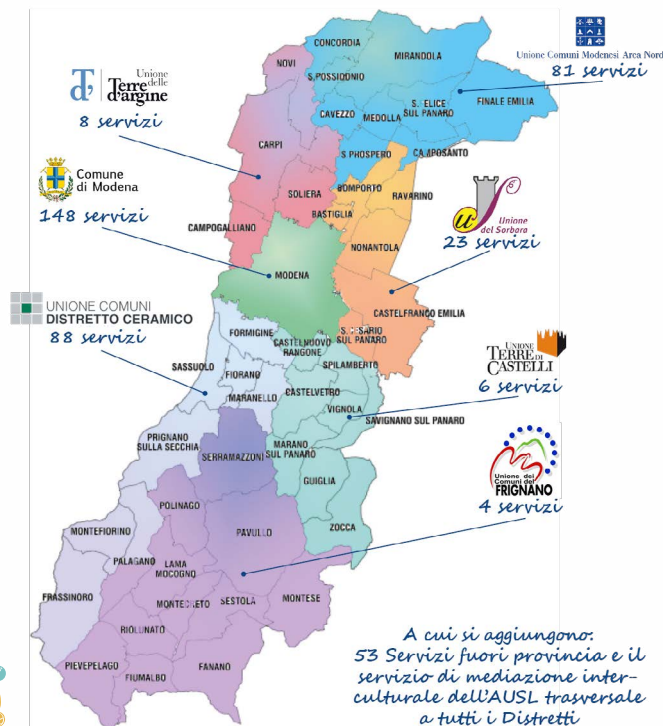 Unione Comuni Modenesi Area Nord
81 servizi
Unione
delle
Terre
d'argine
8 servizi
Comune
di Modena
148 servizi
Unione
del Sorbara
23 servizi
UNIONE COMUNI
DISTRETTO CERAMICO
88 servizi
UNIONE
TERRE DI
CASTELLI
6 servizi
Unione dei
Comuni del
FRIGNANO
4 servizi
CONCORDIA
MIRANDOLA
NOVI
S.POSSIDONIO
S. FELICE
SUL PANARO
FINALE EMILIA
CAVEZZO
MEDOLLA
CARPI
S.PROSPERO
CAMPOSANTO
BOMPORTO
RAVARINO
SOLIERA
BASTIGLIA
CAMPOGALLIANO
NONANTOLA
MODENA
CASTELFRANCO EMILIA
FORMIGINE
S. CESARIO
SUL PANARO
CASTELNUOVO
RANGONE
SPILAMBERTO
SASSUOLO
FIORANO
CASTELVETRO
MARANELLO
VIGNOLA
SAVIGNANO SUL PANARO
PRIGNANO
SULLA SECCHIA
SERRAMAZZONI
MARANO
SUL PANARO
GUIGLIA
POLINAGO
ZOCCA
MONTEFIORINO
PAVULLO
PALAGANO
LAMA
MOCOGNO
FRASSINORO
MONTECRETO
SESTOLA
MONTESE
RIOLUNATO
PIEVEPELAGO
FANANO
FIUMALBO
A cui si aggiungono:
53 Servizi fuori provincia e il
servizio di mediazione inter-
culturale dell'AUSL trasversale
a tutti i Distretti